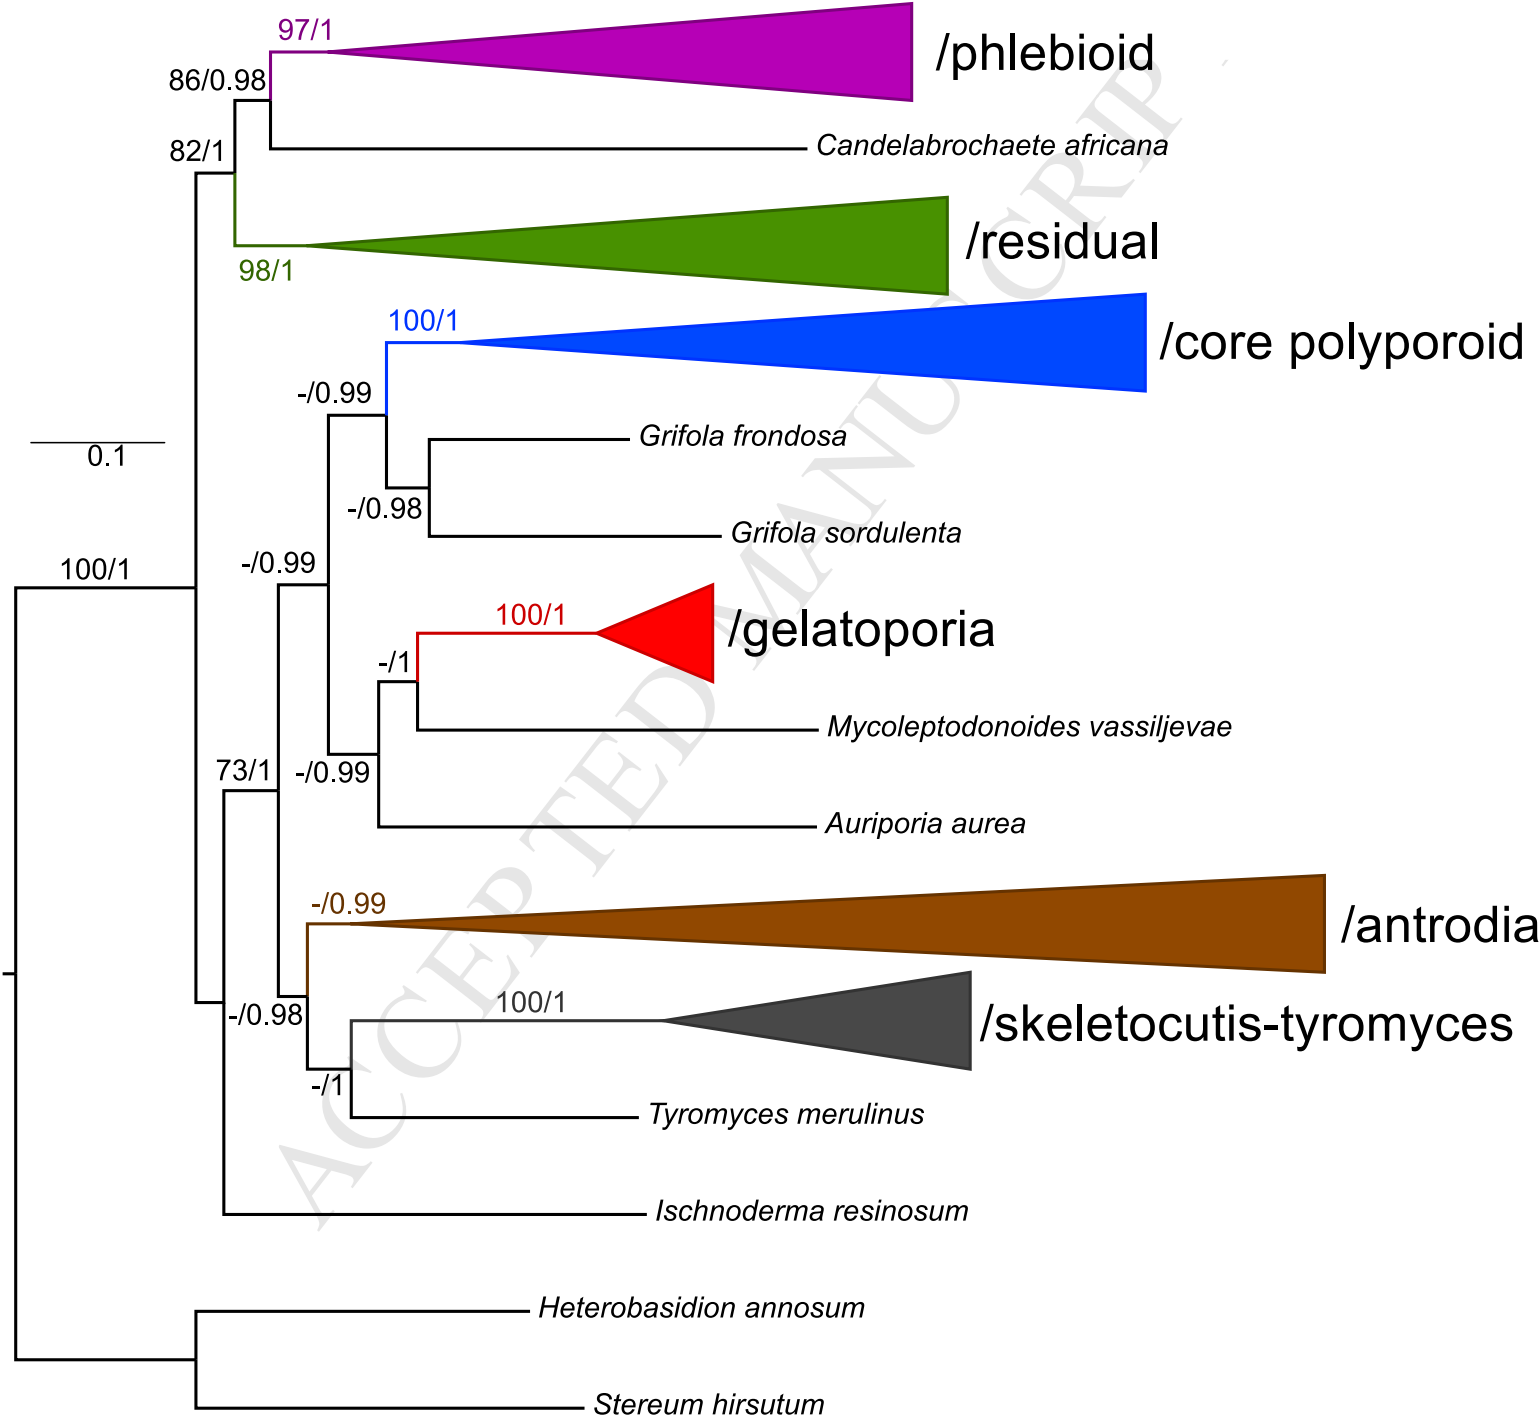 97/1
/phlebioid
86/0.98
Candelabrochaete africana
82/1
/residual
98/1
100/1
/core polyporoid
-/0.99
Grifola frondosa
0.1
-/0.98
Grifola sordulenta
-/0.99
100/1
100/1
/gelatoporia
-/1
Mycoleptodonoides vassiljevae
73/1
-/0.99
Auriporia aurea
-/0.99
/antrodia
100/1
-/0.98
/skeletocutis-tyromyces
-/1
Tyromyces merulinus
Ischnoderma resinosum
Heterobasidion annosum
Stereum hirsutum
ACCEPTED MANUSCRIP